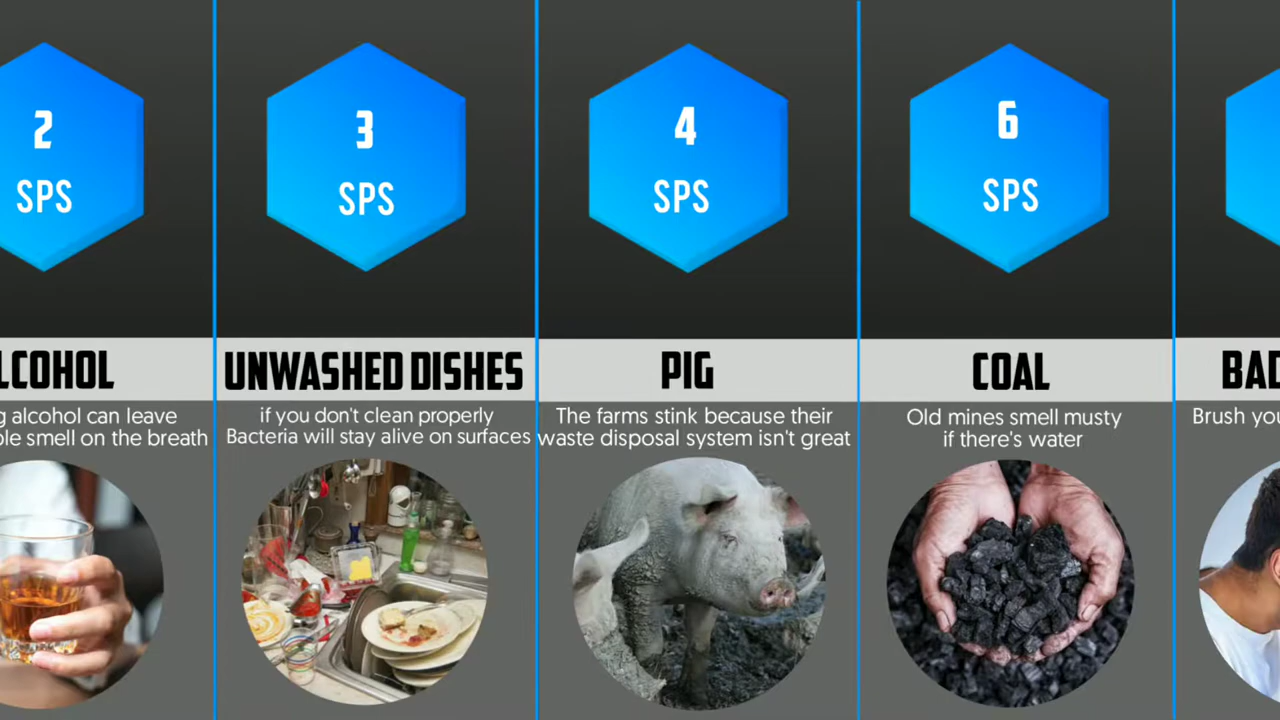 2
SPS
LCOHOL
g alcohol can leave
ble smell on the breath
3
SPS
UNWASHED DISHES
if you don't clean properly
Bacteria will stay alive on surfaces
4
SPS
PIG
The farms stink because their
waste disposal system isn't great
6
SPS
COAL
Old mines smell musty
if there's water
BAD
Brush you